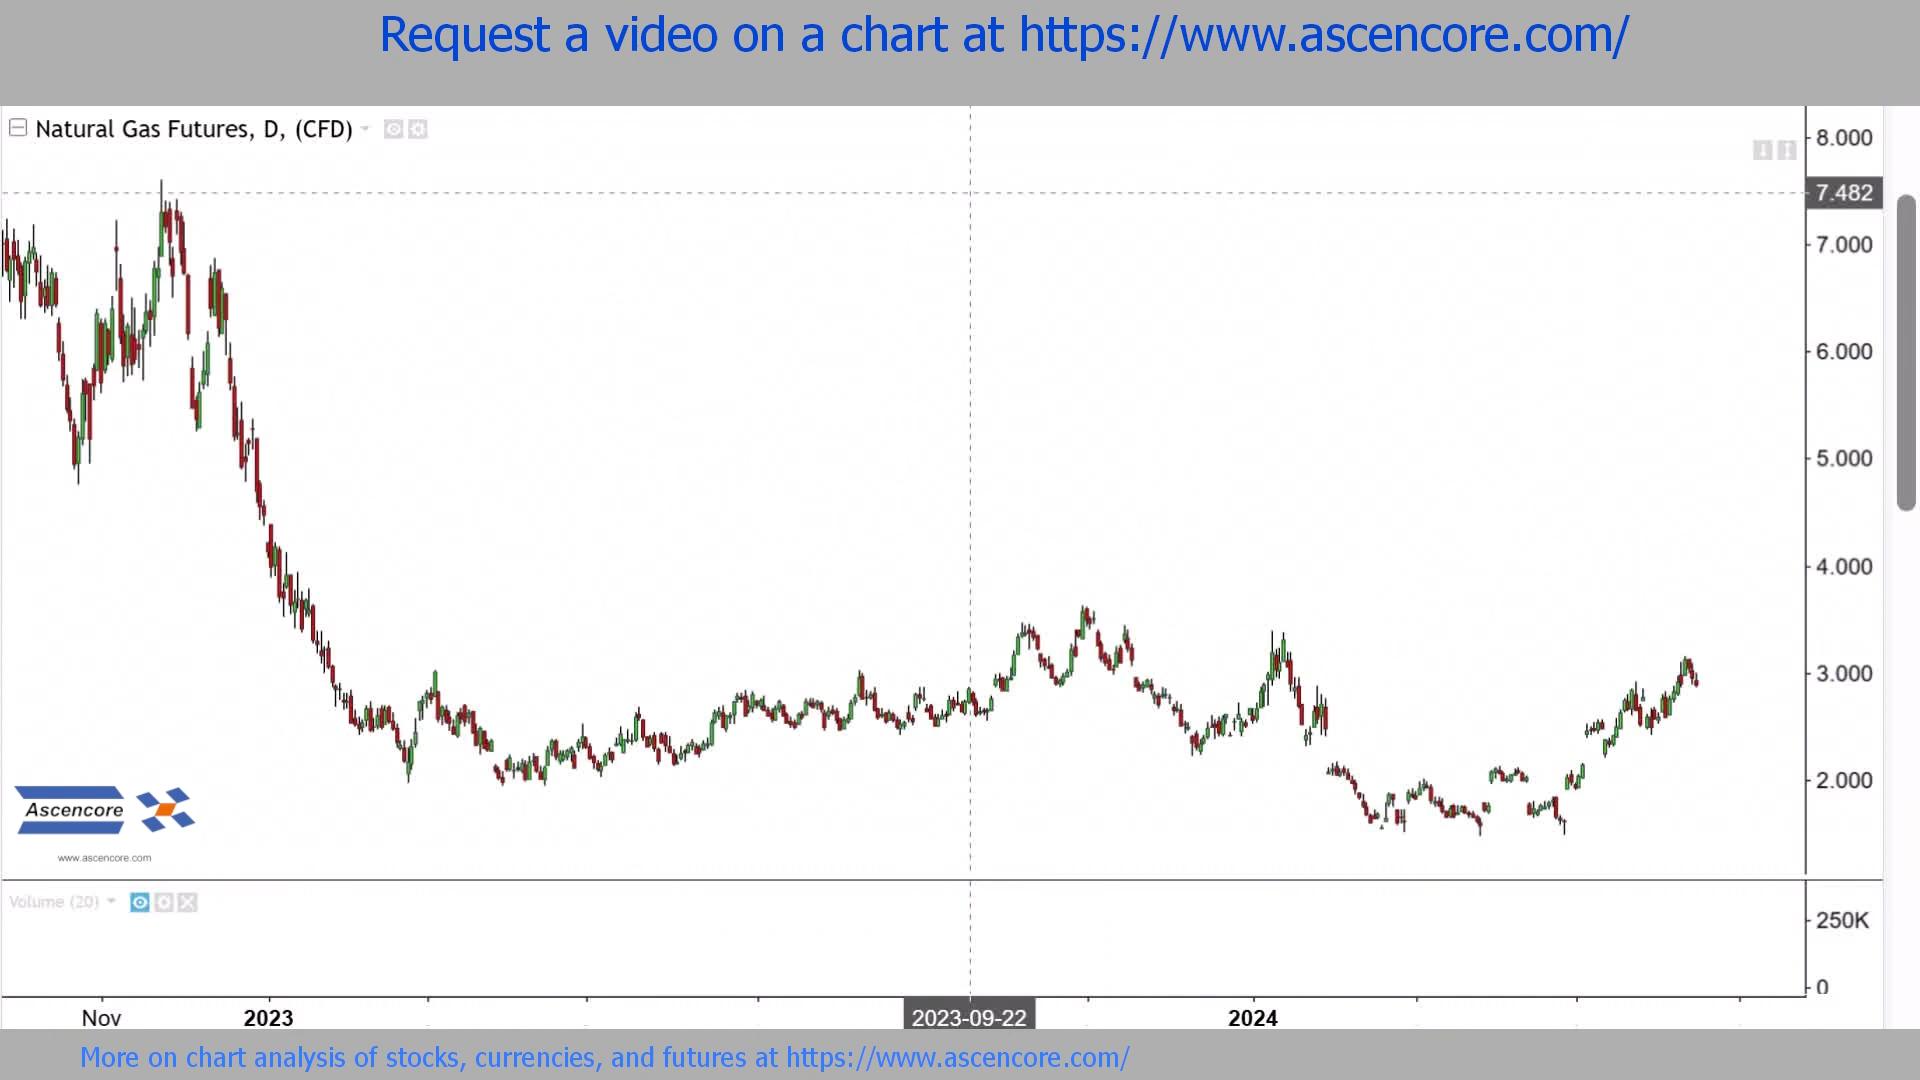 Request a video on a chart at https://www.ascencore.com/
Natural Gas Futures, D, (CFD)
8.000
7.482
7.000
6.000
5.000
4.000
3.000
2.000
Ascencore
www.ascencore.com
Volume (20)
250K
0
Nov 2023 2023-09-22 2024
More on chart analysis of stocks, currencies, and futures at https://www.ascencore.com/